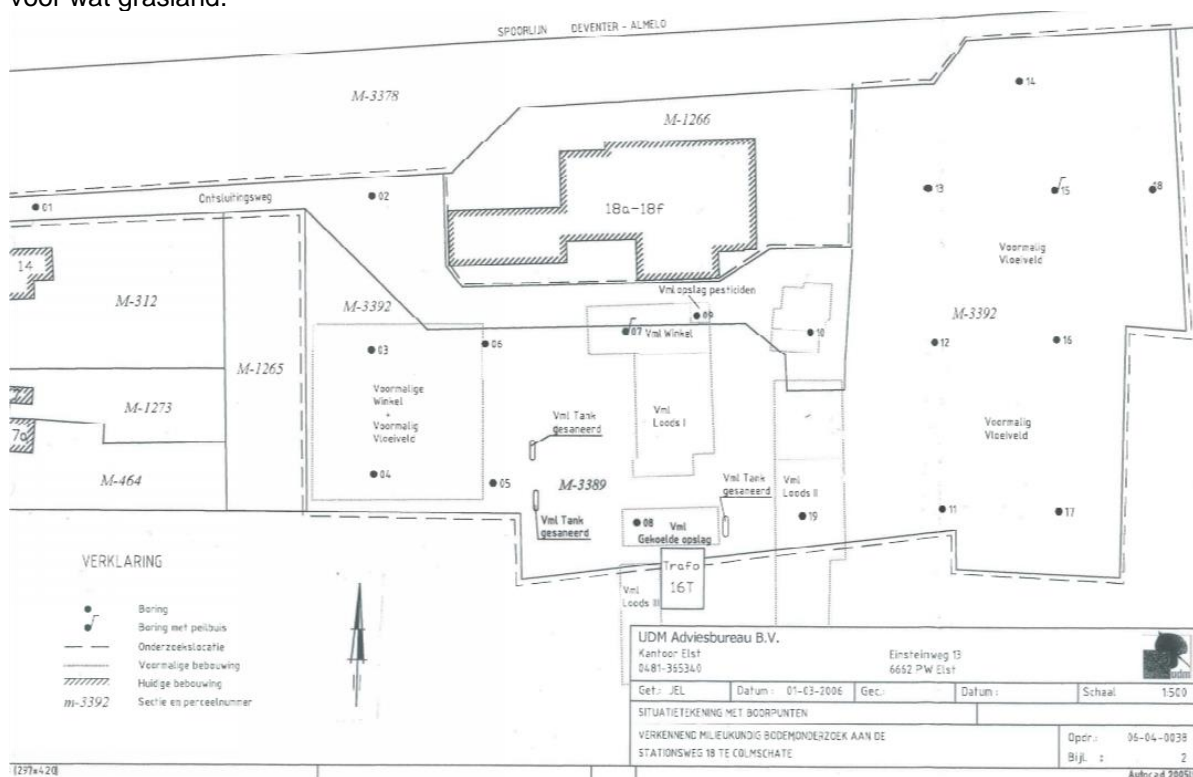 voor wat grasland.
SPOORLIJN DEVENTER - ALMELO
M-3378
M-1266
14
01
Ontsluitingsweg
02
18a-18f
13
15
18
14
M-312
Voormalig
Vloeiveld
Vml opslag pesticiden
09
M-3392
07
Vml Winkel
10
M-3392
12
16
03
06
M-1265
Voormalige
Winkel
+
Voormalig
Vloeiveld
M-1273
7a
Vml
Loods I
Vml Tank
gesaneerd
Voormalig
Vloeiveld
M-464
04
05
M-3389
Vml Tank
gesaneerd
Vml
Loods II
Vml Tank
gesaneerd
08
Vml
Gekoelde opslag
19
11
17
Trafo
16T
Vml
Loods III
VERKLARING
Boring
Boring met peilbuis
Onderzoekslocatie
Voormalige bebouwing
Huidige bebouwing
m-3392 Sectie en perceelnummer
UDM Adviesbureau B.V.
Kantoor Elst
0481-365340
Einsteinweg 13
6662 PW Elst
udm
Get.: JEL Datum : 01-03-2006 Gec.: Datum : Schaal 1:500
SITUATIETEKENING MET BOORPUNTEN
VERKENNEND MILIEUKUNDIG BODEMONDERZOEK AAN DE
STATIONSWEG 18 TE COLMSCHATE
Opdr.: 06-04-0038
Bijl. : 2
(297*420)
Autocad 2005i